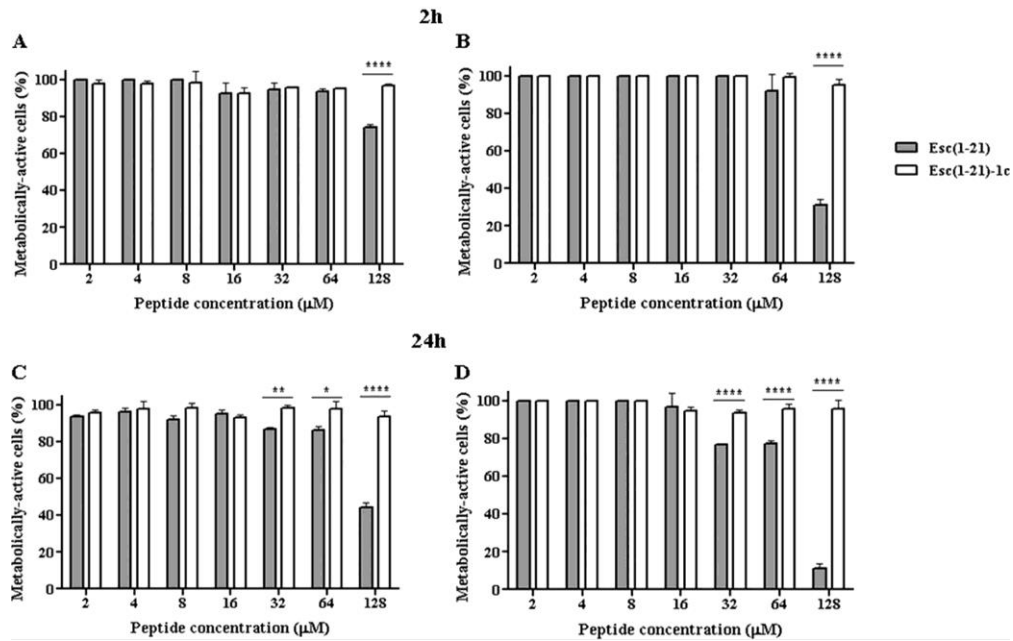 2h
A
****
Metabolically-active cells (%)
100
80
60
40
20
0
2 4 8 16 32 64 128
Peptide concentration (μM)
B
****
Metabolically-active cells (%)
100
80
60
40
20
0
2 4 8 16 32 64 128
Peptide concentration (μM)
Esc(1-21)
Esc(1-21)-1c
24h
C
** * ****
Metabolically-active cells (%)
100
80
60
40
20
0
2 4 8 16 32 64 128
Peptide concentration (μM)
D
**** **** ****
Metabolically-active cells (%)
100
80
60
40
20
0
2 4 8 16 32 64 128
Peptide concentration (μM)